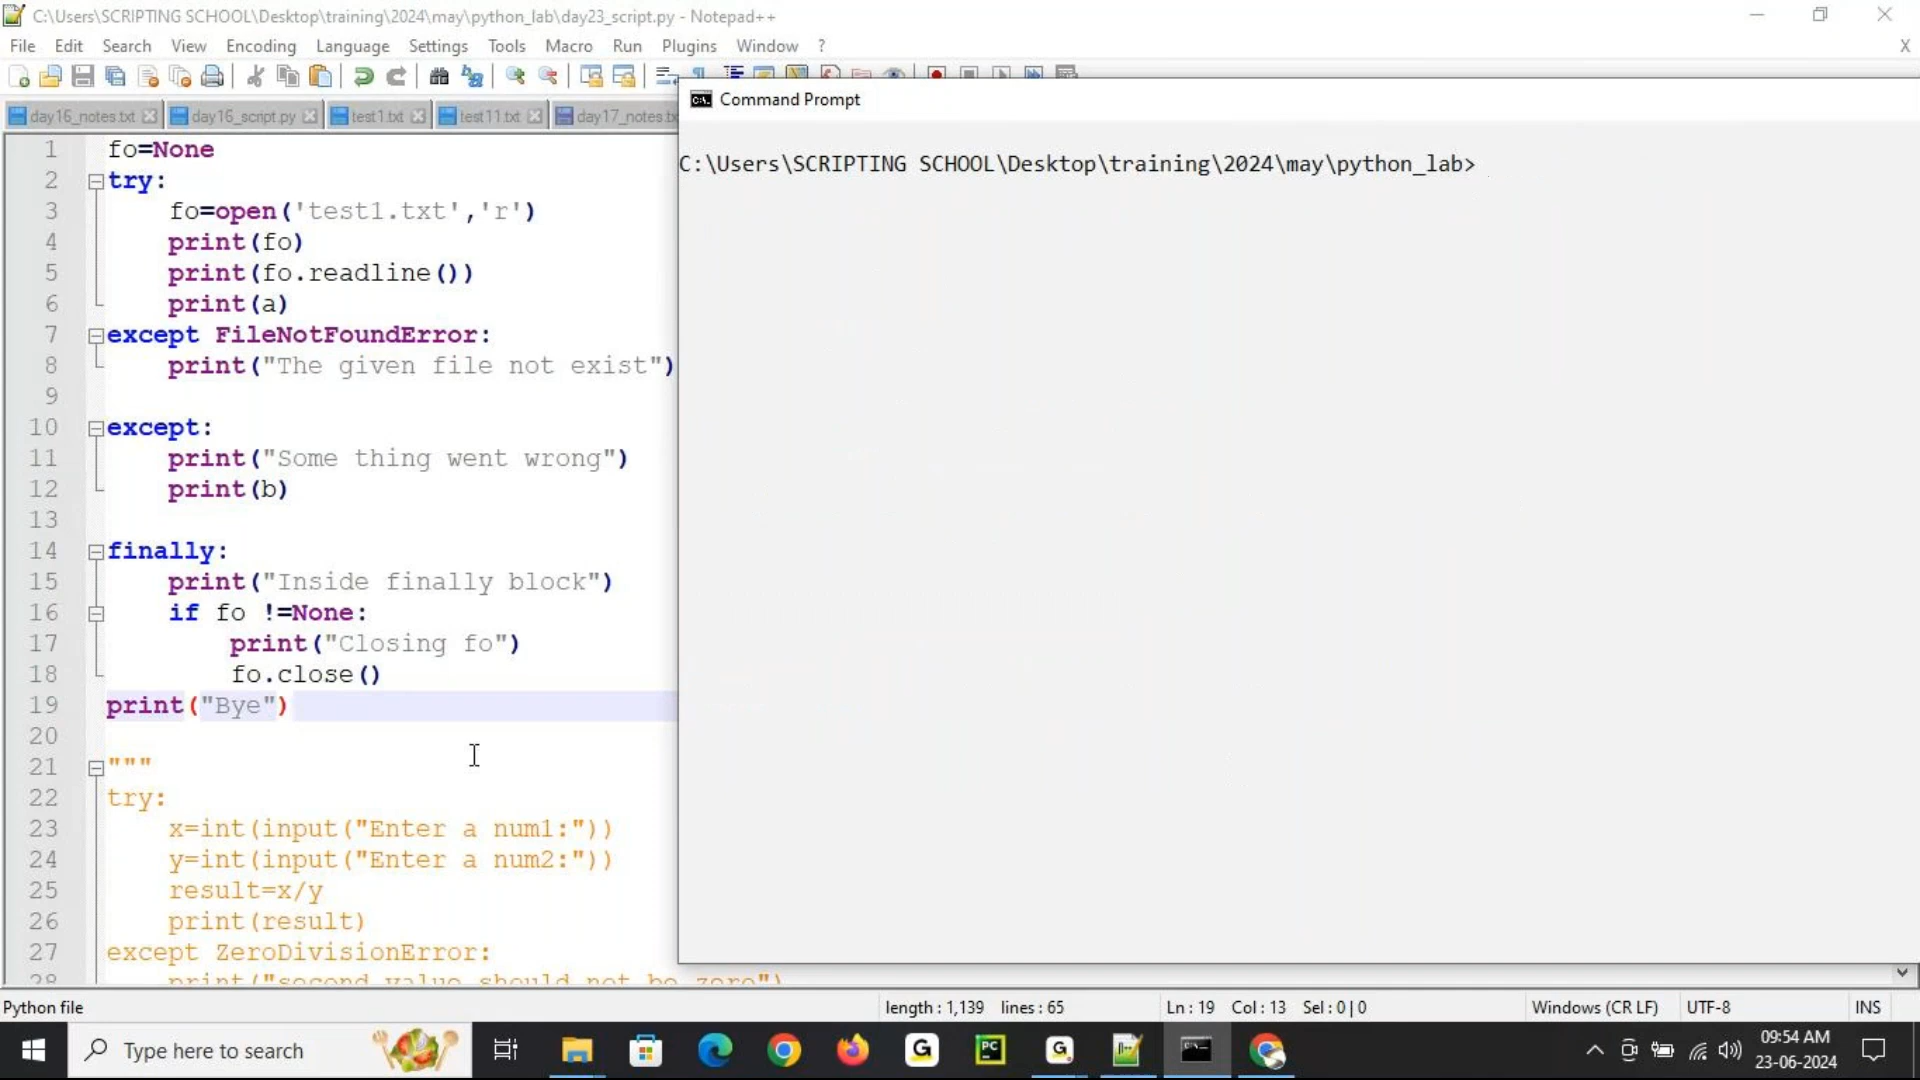 C:\Users\SCRIPTING SCHOOL\Desktop\training\2024\may\python_lab\day23_script.py - Notepad++
File Edit Search View Encoding Language Settings Tools Macro Run Plugins Window ?
X
day16_notes.txt day16_script.py test1.txt test11.txt day17_notes.tx
Command Prompt
C:\Users\SCRIPTING SCHOOL\Desktop\training\2024\may\python_lab>
1 fo=None
2 try:
3 fo=open('test1.txt','r')
4 print(fo)
5 print(fo.readline())
6 print(a)
7 except FileNotFoundError:
8 print("The given file not exist")
9
10 except:
11 print("Some thing went wrong")
12 print(b)
13
14 finally:
15 print("Inside finally block")
16 if fo !=None:
17 print("Closing fo")
18 fo.close()
19 print("Bye")
20
21 """
22 try:
23 x=int(input("Enter a num1:"))
24 y=int(input("Enter a num2:"))
25 result=x/y
26 print(result)
27 except ZeroDivisionError:
28 print("second value should not be zero")
Python file length : 1,139 lines : 65 Ln : 19 Col : 13 Sel : 0 | 0 Windows (CR LF) UTF-8 INS
Type here to search
09:54 AM
23-06-2024